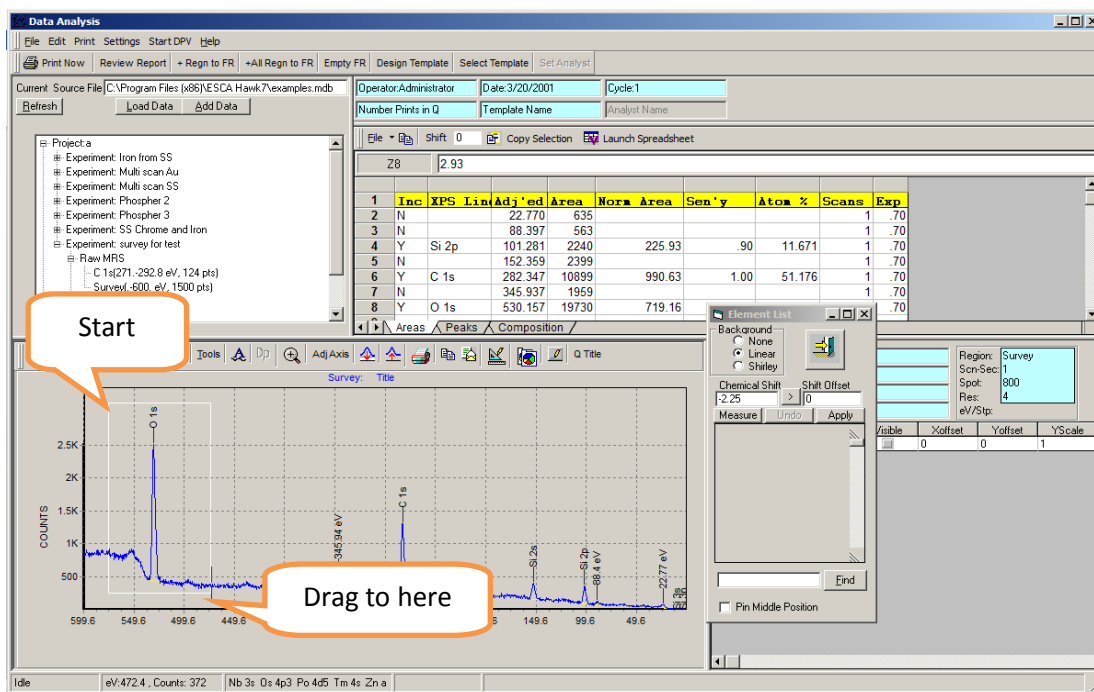 Data Analysis
File Edit Print Settings Start DPV Help
Print Now Review Report + Regn to FR +All Regn to FR Empty FR Design Template Select Template Set Analyst
Current Source File C:\Program Files (x86)\ESCA Hawk7\examples.mdb
Refresh Load Data Add Data
Project:a
Experiment: Iron from SS
Experiment: Multi scan Au
Experiment: Multi scan SS
Experiment: Phospher 2
Experiment: Phospher 3
Experiment: SS Chrome and Iron
Experiment: survey for test
Raw MRS
C 1s(271.-292.8 eV, 124 pts)
Survey(.-600. eV, 1500 pts)
Operator:Administrator Date:3/20/2001 Cycle:1
Number Prints in Q Template Name Analyst Name
File Shift 0 Copy Selection Launch Spreadsheet
Z8 2.93
1 Inc XPS Lin Adj'ed Area Norm Area Sen'y Atom % Scans Exp
2 N 22.770 635 1 .70
3 N 88.397 563 1 .70
4 Y Si 2p 101.281 2240 225.93 .90 11.671 1 .70
5 N 152.359 2399 1 .70
6 Y C 1s 282.347 10899 990.63 1.00 51.176 1 .70
7 N 345.937 1959 1 .70
8 Y O 1s 530.157 19730 719.16 .70
Areas Peaks Composition
Start
Tools A Dp Adj Axis Q Title
Survey: Title
COUNTS
2.5K
2K
1.5K
1K
500
O 1s
-345.94 eV
C 1s
Si 2s
Si 2p
88.4 eV
22.77 eV
599.6 549.6 499.6 449.6 149.6 99.6 49.6
Drag to here
Element List
Background
None
Linear
Shirley
Chemical Shift Shift Offset
-2.25 > 0
Measure Undo Apply
Find
Pin Middle Position
Region: Survey
Scn-Sec: 1
Spot: 800
Res: 4
eV/Stp:
Xoffset Yoffset YScale
0 0 1
Idle eV:472.4 , Counts: 372 Nb 3s Os 4p3 Po 4d5 Tm 4s Zn a